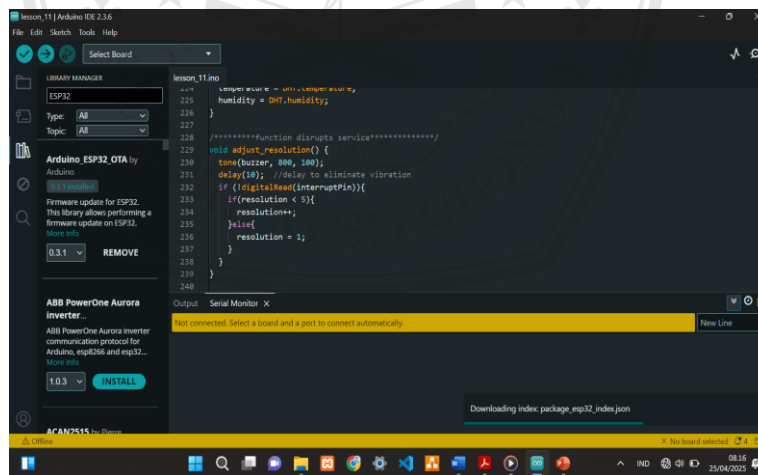 lesson_11 | Arduino IDE 2.3.6
File Edit Sketch Tools Help
Select Board
LIBRARY MANAGER
ESP32
Type: All
Topic: All
Arduino_ESP32_OTA by
Arduino
0.3.1 installed
Firmware update for ESP32.
This library allows performing a
firmware update on ESP32.
More info
0.3.1 REMOVE
ABB PowerOne Aurora
inverter...
ABB PowerOne Aurora inverter
communication protocol for
Arduino, esp8266 and esp32...
More info
1.0.3 INSTALL
ACAN2515 by Pierre
lesson_11.ino
224 temperature = DHT.temperature;
225 humidity = DHT.humidity;
226 }
227
228 /*********function disrupts service**************/
229 void adjust_resolution() {
230 tone(buzzer, 800, 100);
231 delay(10); //delay to eliminate vibration
232 if (!digitalRead(interruptPin)){
233 if(resolution < 5){
234 resolution++;
235 }else{
236 resolution = 1;
237 }
238 }
239 }
240
Output Serial Monitor X
Not connected. Select a board and a port to connect automatically.
New Line
Downloading index: package_esp32_index.json
Offline
X No board selected 4
IND
08.16
25/04/2025